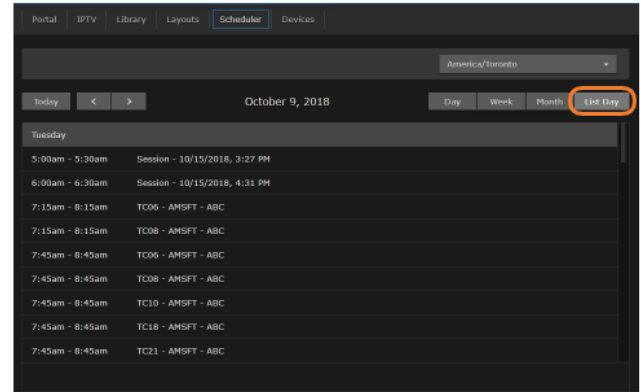 Portal IPTV Library Layouts Scheduler Devices
America/Toronto
Today < > October 9, 2018 Day Week Month List Day
Tuesday
5:00am - 5:30am Session - 10/15/2018, 3:27 PM
6:00am - 6:30am Session - 10/15/2018, 4:31 PM
7:15am - 8:15am TC06 - AMSFT - ABC
7:15am - 8:15am TC08 - AMSFT - ABC
7:45am - 8:45am TC06 - AMSFT - ABC
7:45am - 8:45am TC08 - AMSFT - ABC
7:45am - 8:45am TC10 - AMSFT - ABC
7:45am - 8:45am TC18 - AMSFT - ABC
7:45am - 8:45am TC21 - AMSFT - ABC